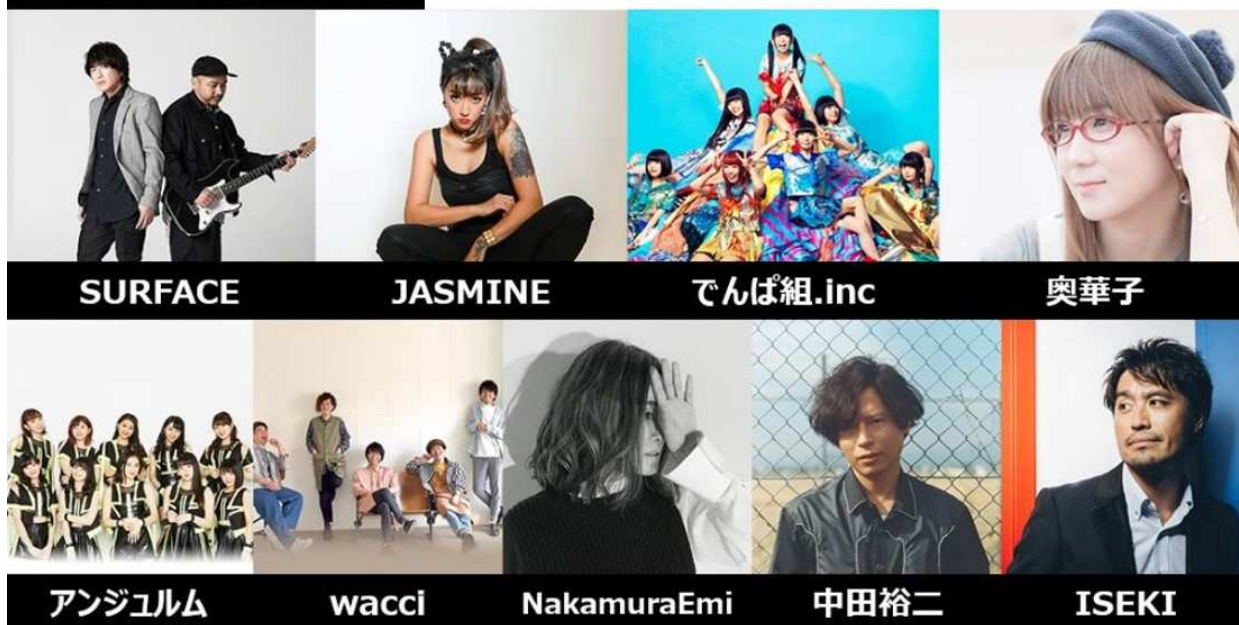 SURFACE
JASMINE
でんぱ組.inc
奥華子
アンジュルム
wacci
NakamuraEmi
中田裕二
ISEKI